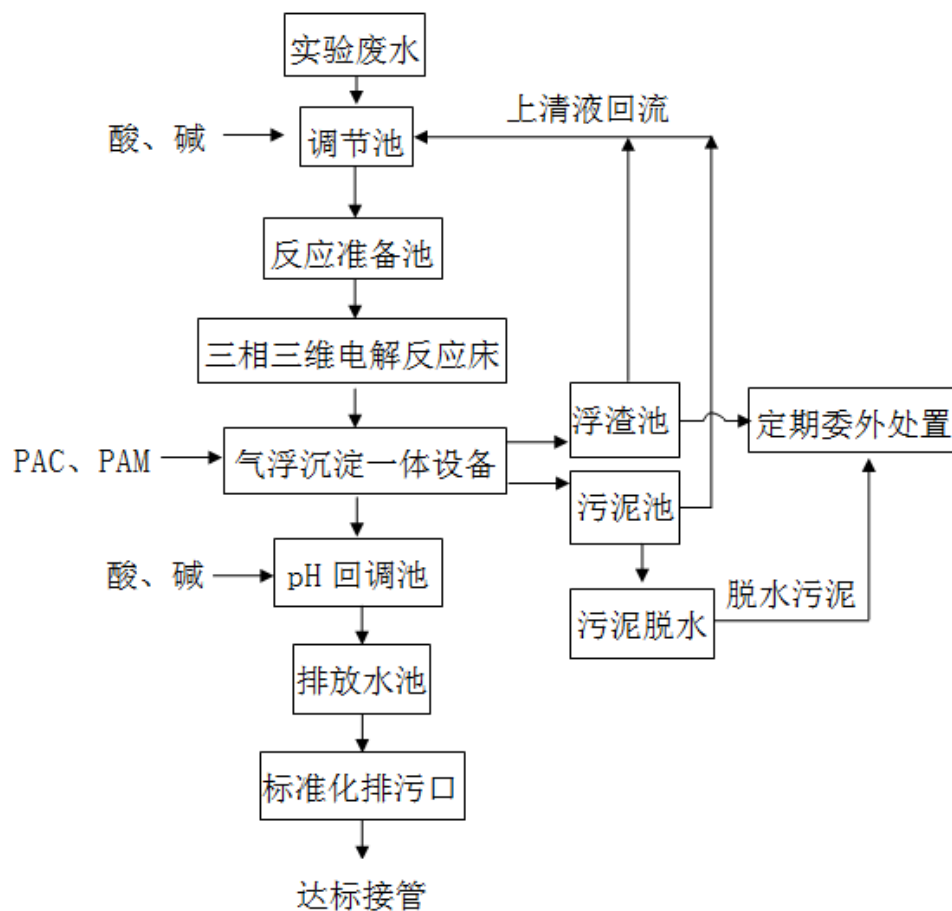 实验废水
上清液回流
酸、碱
调节池
反应准备池
三相三维电解反应床
浮渣池
定期委外处置
PAC、PAM
气浮沉淀一体设备
污泥池
酸、碱
pH 回调池
污泥脱水
脱水污泥
排放水池
标准化排污口
达标接管